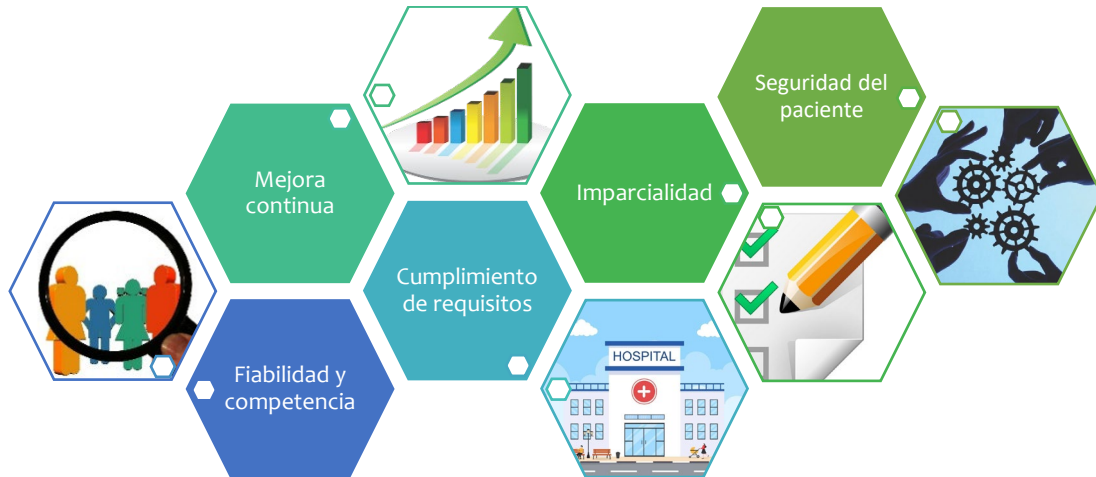 Seguridad del
paciente
Mejora
continua
Imparcialidad
Cumplimiento
de requisitos
HOSPITAL
Fiabilidad y
competencia